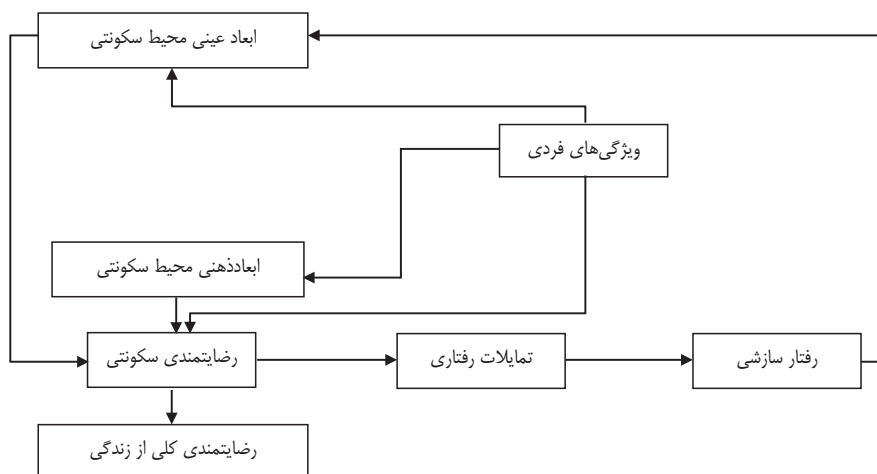 ابعاد عینی محیط سکونتی
ویژگی‌های فردی
ابعادذهنی محیط سکونتی
رضایتمندی سکونتی
تمایلات رفتاری
رفتار سازشی
رضایتمندی کلی از زندگی